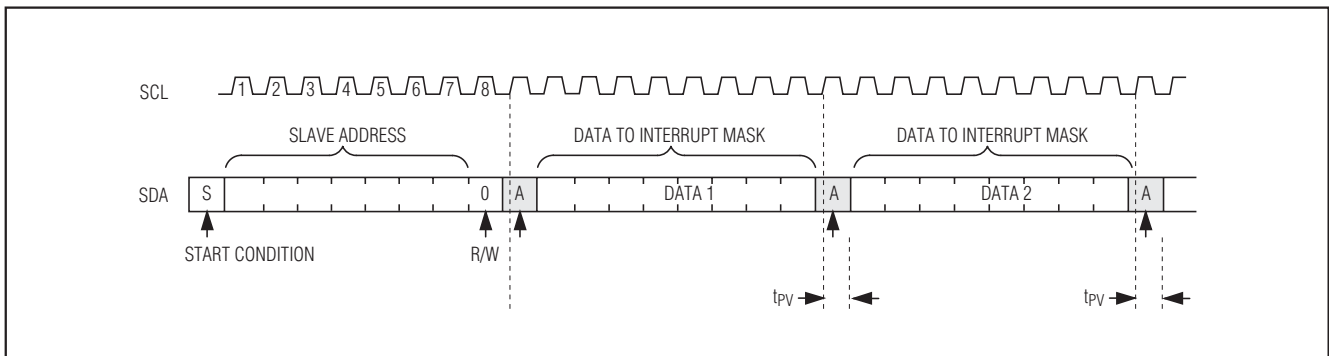 SCL 1 2 3 4 5 6 7 8
SLAVE ADDRESS DATA TO INTERRUPT MASK DATA TO INTERRUPT MASK
SDA S 0 A DATA 1 A DATA 2 A
START CONDITION R/W
tPV tPV